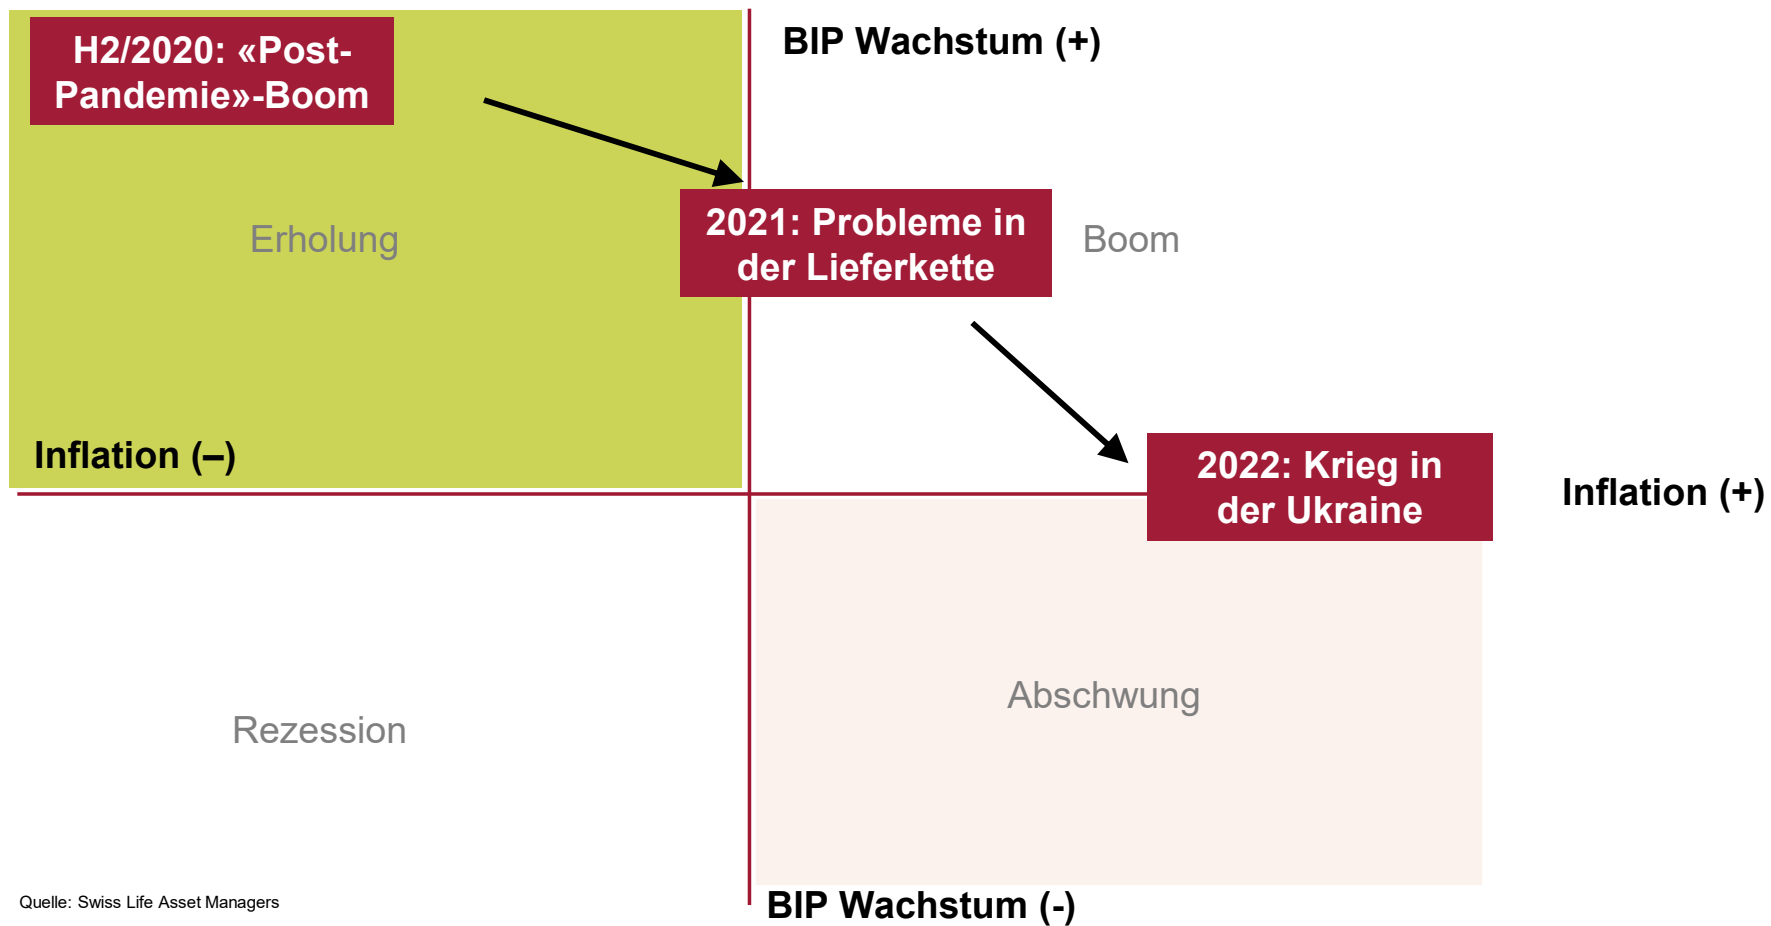 H2/2020: «Post-
Pandemie»-Boom
BIP Wachstum (+)
2021: Probleme in
der Lieferkette
Erholung
Boom
Inflation (–)
2022: Krieg in
der Ukraine
Inflation (+)
Abschwung
Rezession
Quelle: Swiss Life Asset Managers
BIP Wachstum (-)